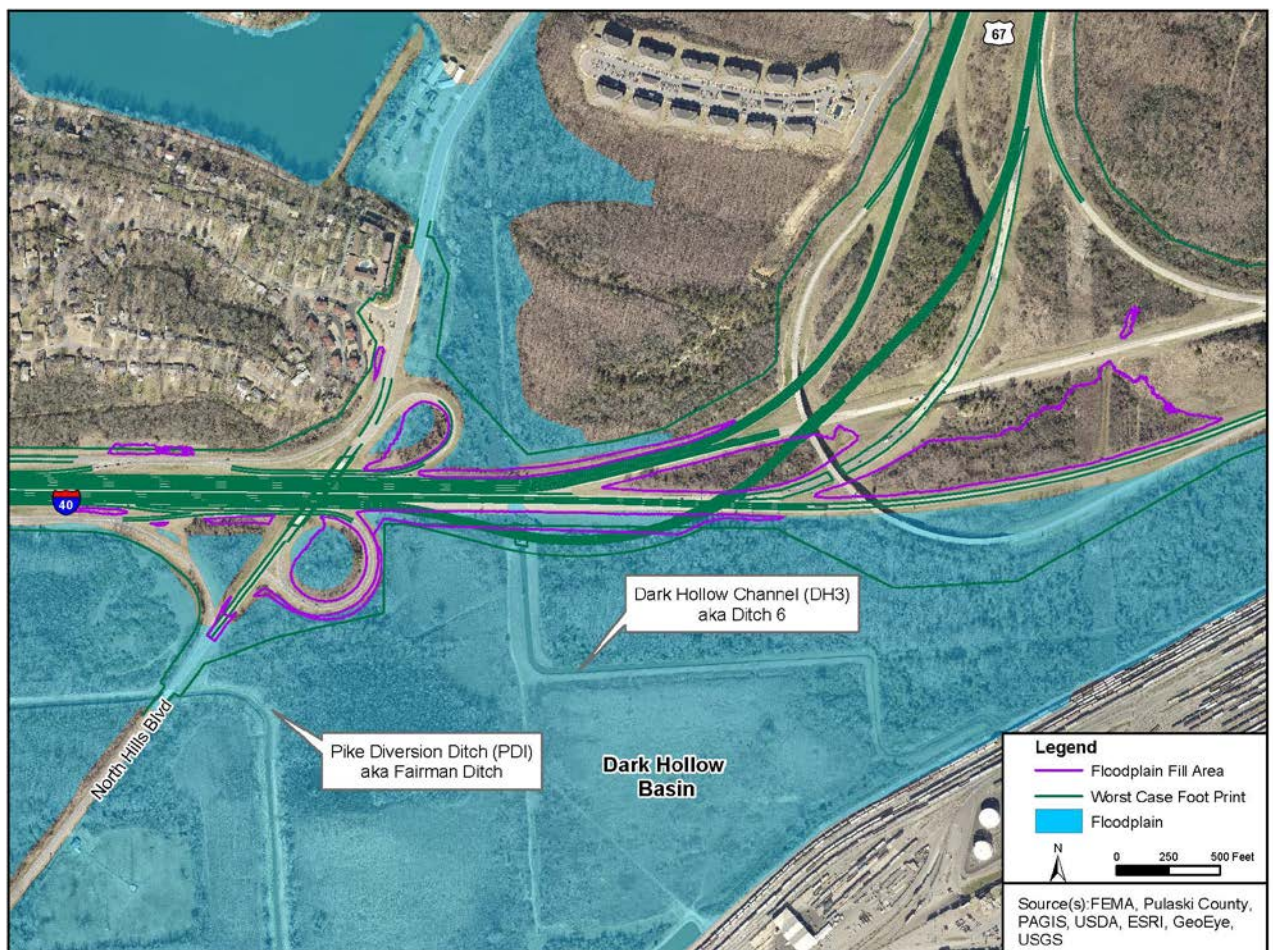 67
40
Dark Hollow Channel (DH3)
aka Ditch 6
North Hills Blvd
Pike Diversion Ditch (PDI)
aka Fairman Ditch
Dark Hollow
Basin
Legend
Floodplain Fill Area
Worst Case Foot Print
Floodplain
N
0 250 500 Feet
Source(s):FEMA, Pulaski County,
PAGIS, USDA, ESRI, GeoEye,
USGS